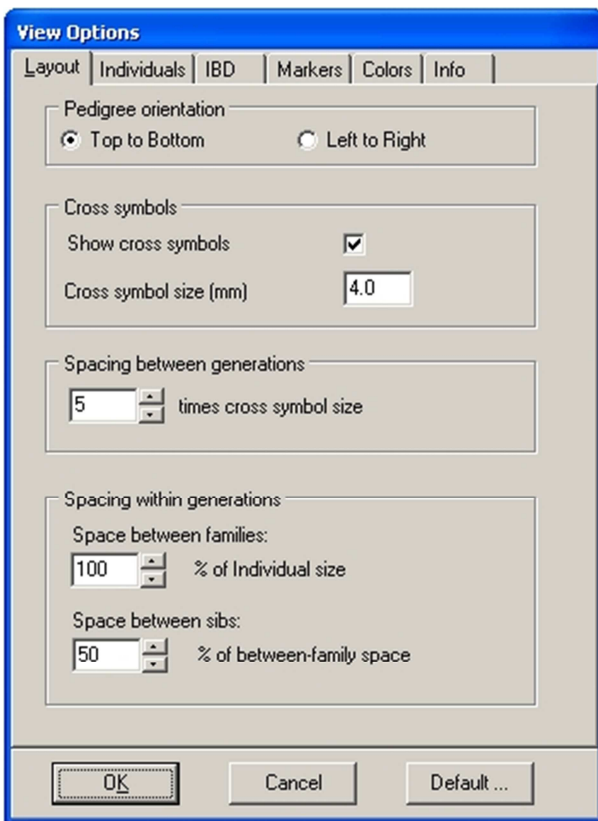 View Options
Layout Individuals IBD Markers Colors Info
Pedigree orientation
Top to Bottom Left to Right
Cross symbols
Show cross symbols
Cross symbol size (mm) 4.0
Spacing between generations
5 times cross symbol size
Spacing within generations
Space between families:
100 % of Individual size
Space between sibs:
50 % of between-family space
OK Cancel Default ...